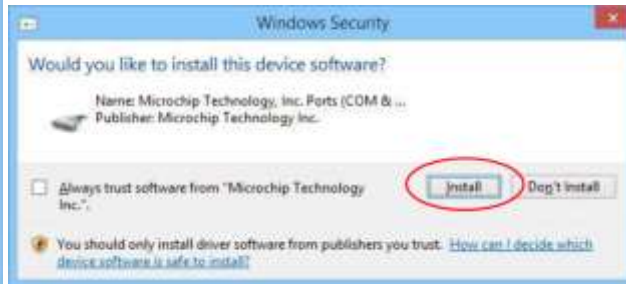 Windows Security
Would you like to install this device software?
Name: Microchip Technology, Inc. Ports (COM & ...
Publisher: Microchip Technology Inc.
Always trust software from "Microchip Technology
Inc.".
Install
Don't Install
You should only install driver software from publishers you trust. How can I decide which
device software is safe to install?